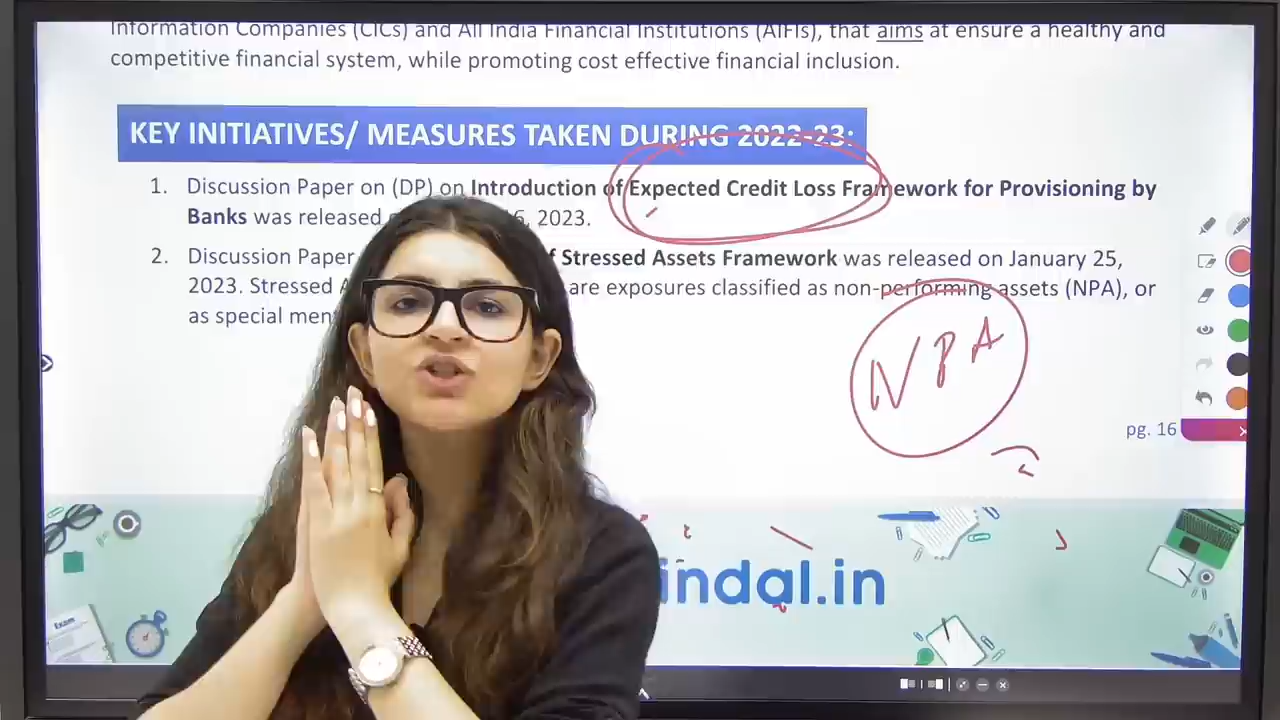 Information Companies (CICs) and All India Financial Institutions (AIFIs), that aims at ensure a healthy and
competitive financial system, while promoting cost effective financial inclusion.
KEY INITIATIVES/ MEASURES TAKEN DURING 2022-23:
1. Discussion Paper on (DP) on Introduction of Expected Credit Loss Framework for Provisioning by
Banks was released 6, 2023.
2. Discussion Paper f Stressed Assets Framework was released on January 25,
2023. Stressed A are exposures classified as non-performing assets (NPA), or
as special men
NPA
pg. 16
indal.in
Exam